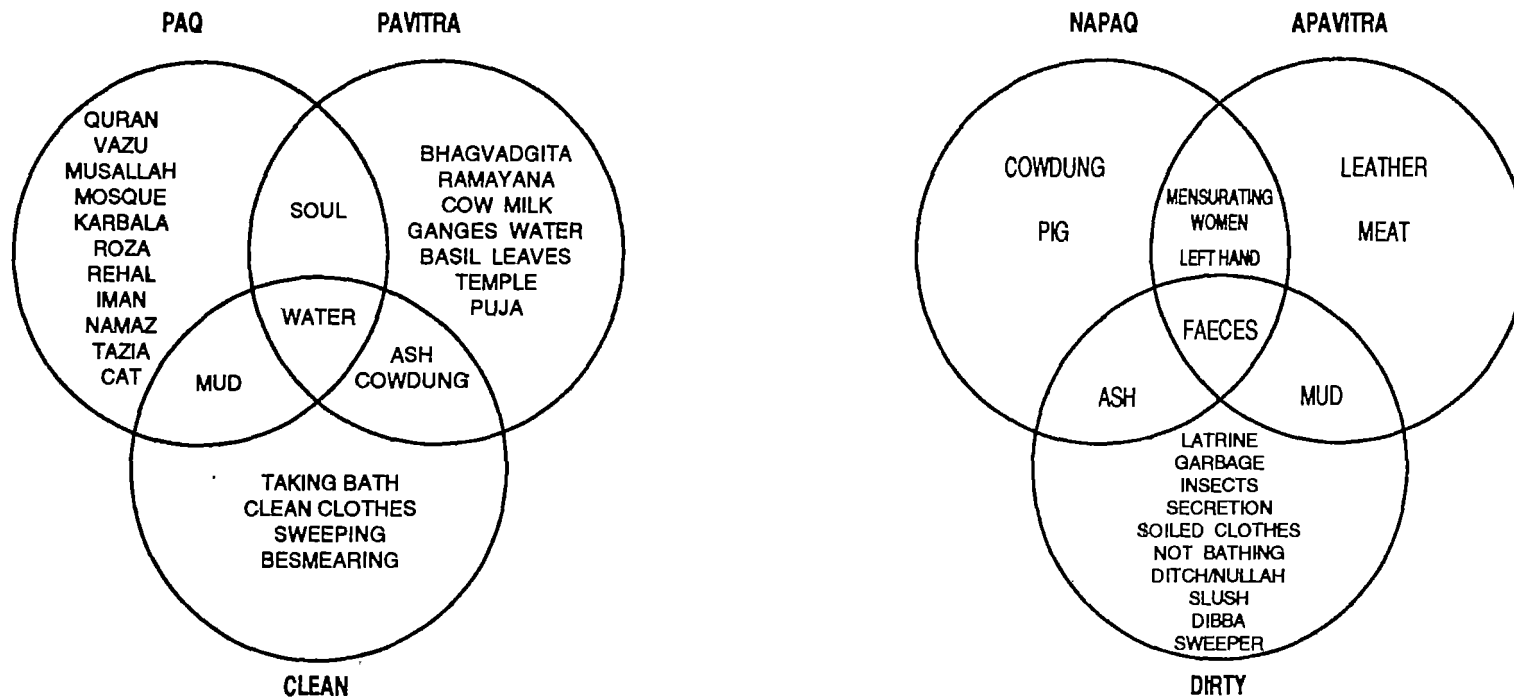 PAQ
PAVITRA
QURAN
VAZU
MUSALLAH
MOSQUE
KARBALA
ROZA
REHAL
IMAN
NAMAZ
TAZIA
CAT
SOUL
BHAGVADGITA
RAMAYANA
COW MILK
GANGES WATER
BASIL LEAVES
TEMPLE
PUJA
WATER
MUD
ASH
COWDUNG
TAKING BATH
CLEAN CLOTHES
SWEEPING
BESMEARING
CLEAN
NAPAQ
APAVITRA
COWDUNG
PIG
MENSURATING
WOMEN
LEFT HAND
LEATHER
MEAT
FAECES
ASH
MUD
LATRINE
GARBAGE
INSECTS
SECRETION
SOILED CLOTHES
NOT BATHING
DITCH/NULLAH
SLUSH
DIBBA
SWEEPER
DIRTY